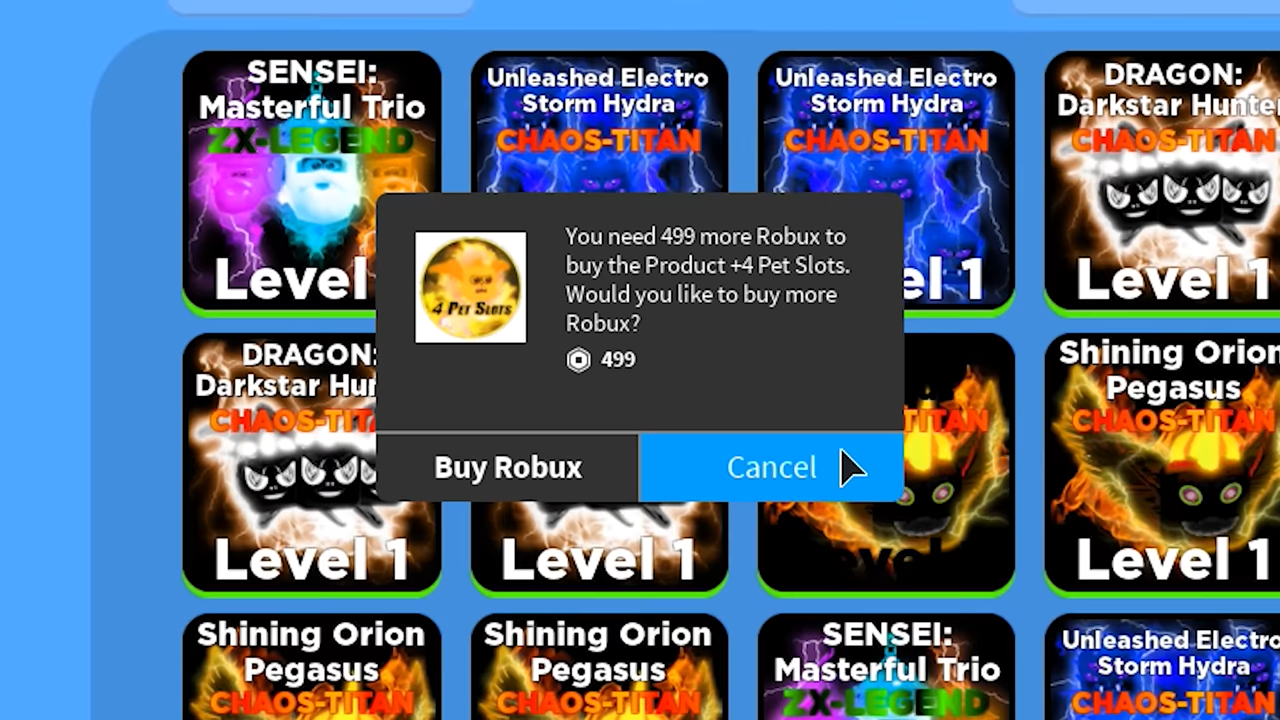 SENSEI:
Masterful Trio
ZX-LEGEND
Level
Unleashed Electro
Storm Hydra
CHAOS-TITAN
Unleashed Electro
Storm Hydra
CHAOS-TITAN
el 1
DRAGON:
Darkstar Hunte
CHAOS-TITAN
Level 1
You need 499 more Robux to
buy the Product +4 Pet Slots.
Would you like to buy more
Robux?
499
4 Pet Slots
Buy Robux
Cancel
DRAGON:
Darkstar Hun
CHAOS-TITA
Level 1
Level 1
TITAN
Shining Orion
Pegasus
CHAOS-TITAN
Level 1
Shining Orion
Pegasus
CHAOS-TITAN
Shining Orion
Pegasus
CHAOS-TITAN
SENSEI:
Masterful Trio
ZX-LEGEND
Unleashed Electro
Storm Hydra
CHAOS-TITAN